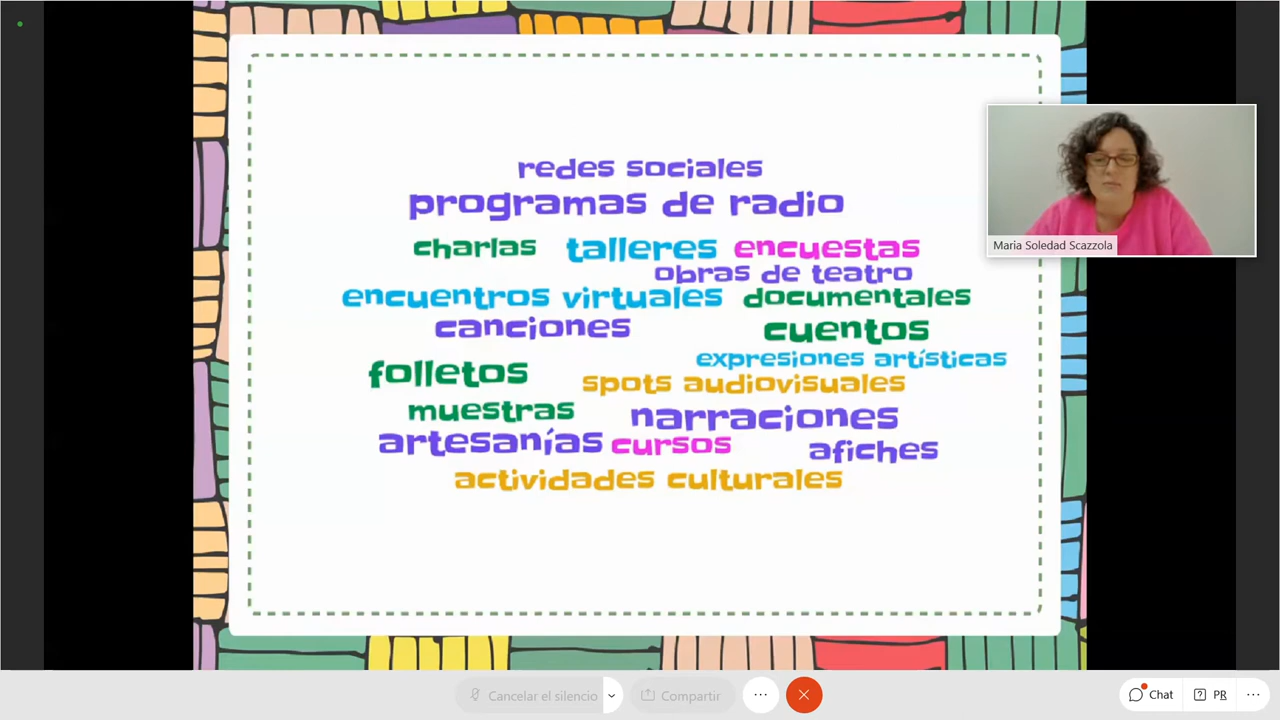 redes sociales
programas de radio
charlas talleres encuestas
obras de teatro
encuentros virtuales documentales
canciones cuentos
expresiones artísticas
folletos
spots audiovisuales
muestras narraciones
artesanías cursos afiches
actividades culturales
Maria Soledad Scazzola
Cancelar el silencio Compartir Chat PR